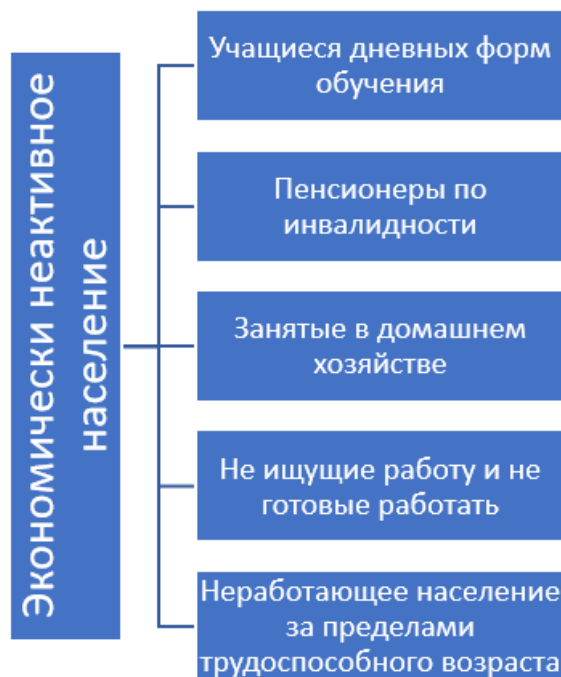 Экономически неактивное
население
Учащиеся дневных форм
обучения
Пенсионеры по
инвалидности
Занятые в домашнем
хозяйстве
Не ищущие работу и не
готовые работать
Неработающее население
за пределами
трудоспособного возраста